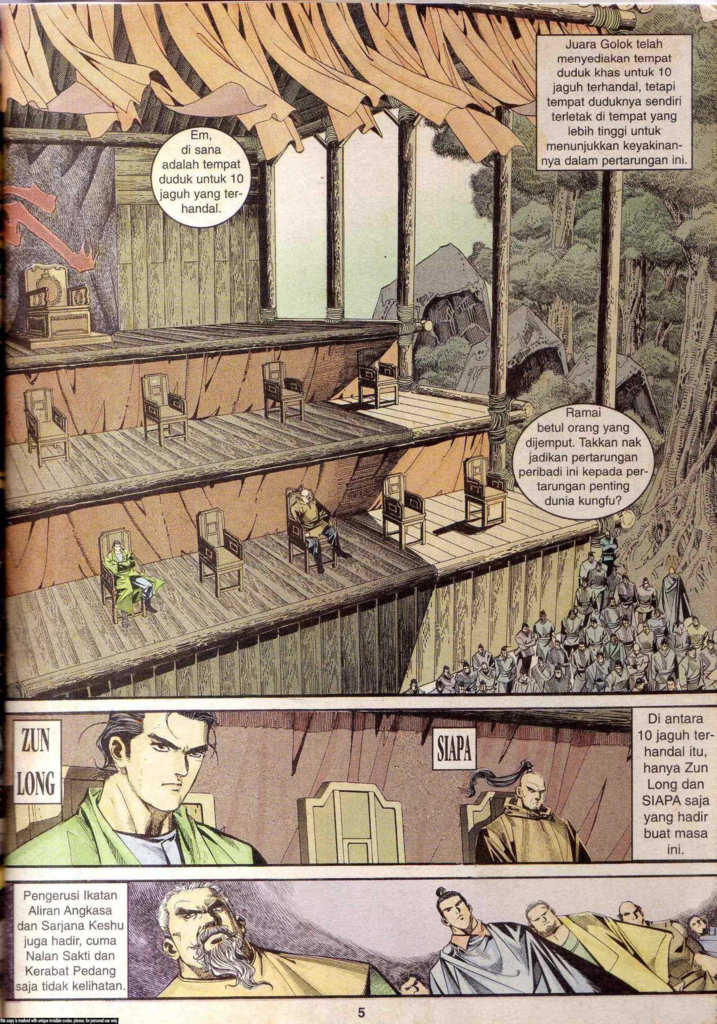 Juara Golok telah
menyediakan tempat
duduk khas untuk 10
jaguh terhandal, tetapi
tempat duduknya sendiri
terletak di tempat yang
lebih tinggi untuk
menunjukkan keyakinan-
nya dalam pertarungan ini.
Em,
di sana
adalah tempat
duduk untuk 10
jaguh yang ter-
handal.
Ramai
betul orang yang
dijemput. Takkan nak
jadikan pertarungan
peribadi ini kepada per-
tarungan penting
dunia kungfu?
ZUN
LONG
SIAPA
Di antara
10 jaguh ter-
handal itu,
hanya Zun
Long dan
SIAPA saja
yang hadir
buat masa
ini.
Pengerusi Ikatan
Aliran Angkasa
dan Sarjana Keshu
juga hadir, cuma
Nalan Sakti dan
Kerabat Pedang
saja tidak kelihatan.
5